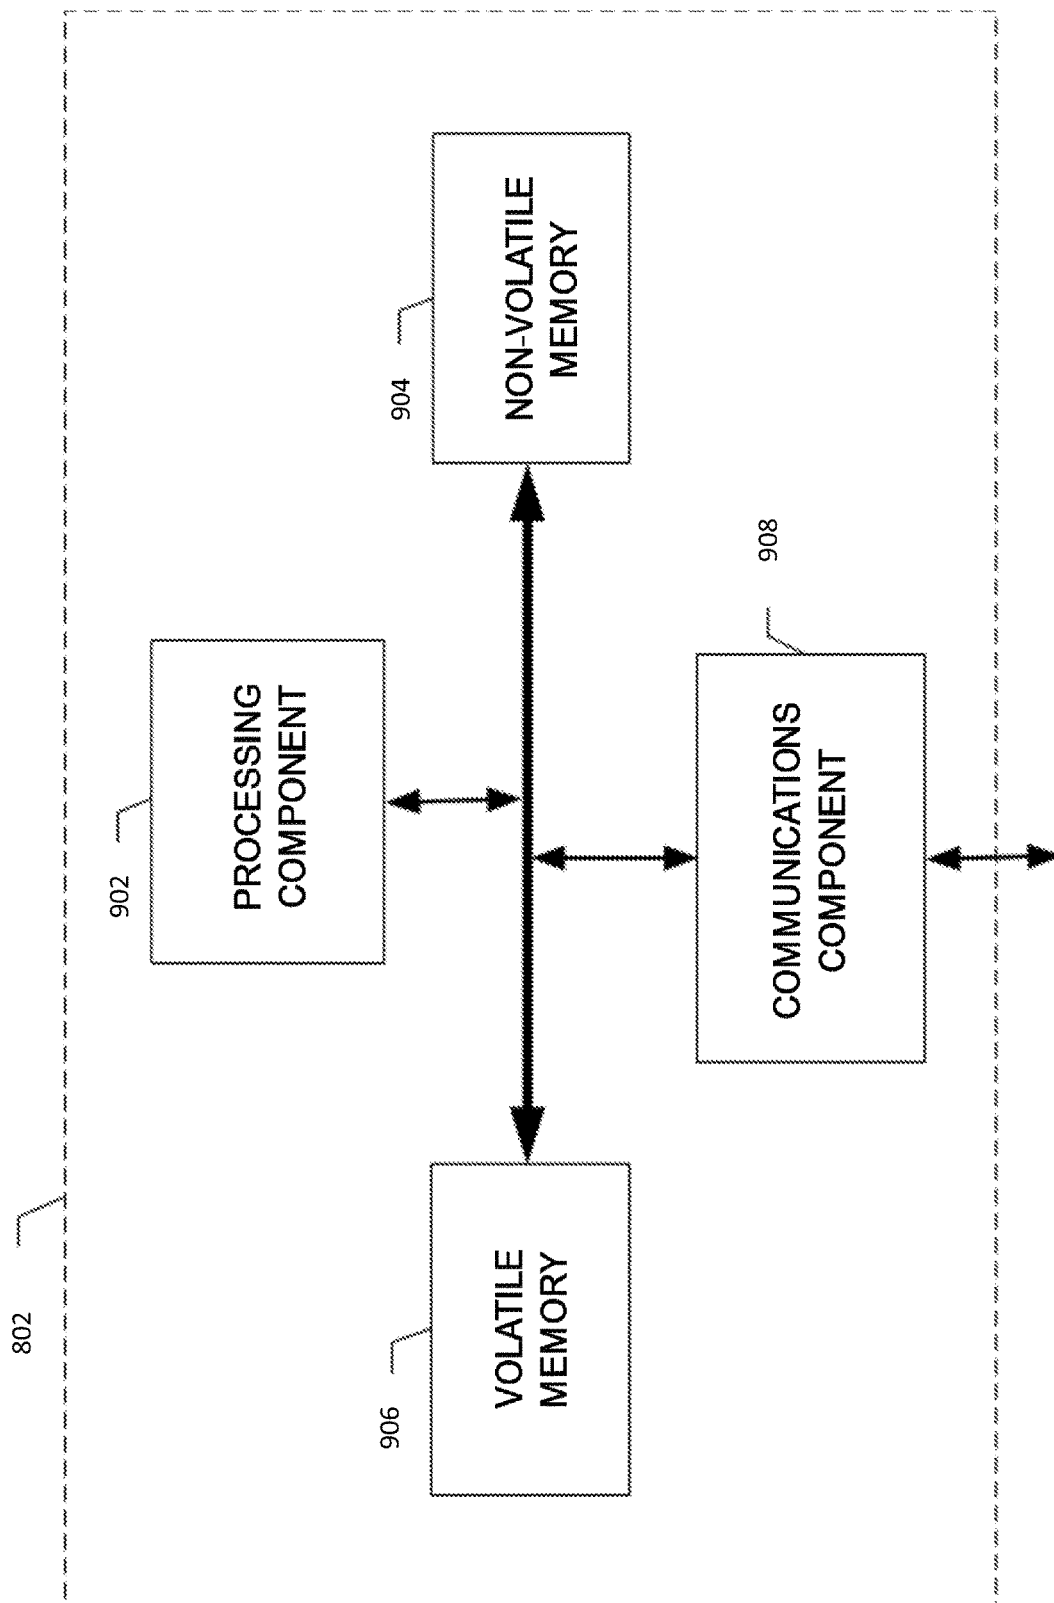 802
902
PROCESSING
COMPONENT
906
VOLATILE
MEMORY
904
NON-VOLATILE
MEMORY
908
COMMUNICATIONS
COMPONENT